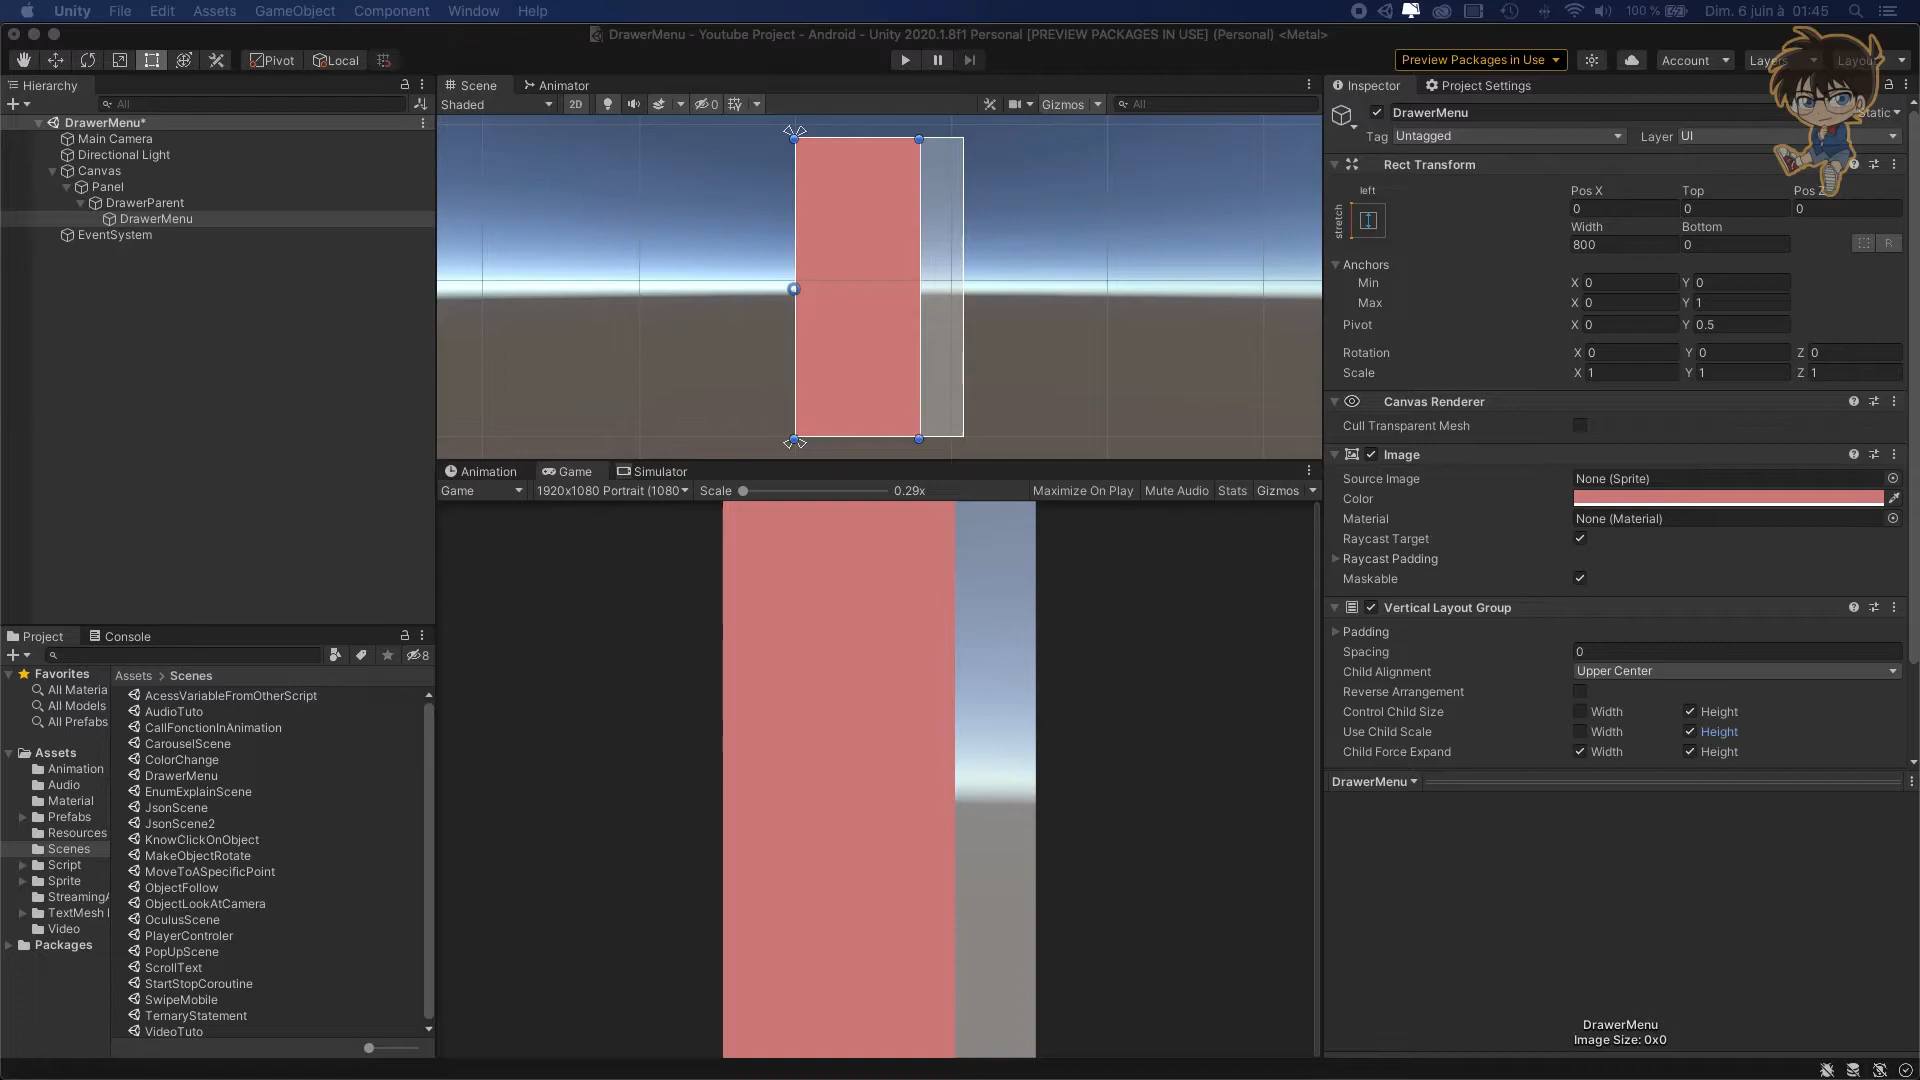 Unity File Edit Assets GameObject Component Window Help 100 % Dim. 6 juin à 01:45
DrawerMenu - Youtube Project - Android - Unity 2020.1.8f1 Personal [PREVIEW PACKAGES IN USE] (Personal) <Metal>
Pivot Local Preview Packages in Use Account Layers Layout
Hierarchy
All
DrawerMenu*
Main Camera
Directional Light
Canvas
Panel
DrawerParent
DrawerMenu
EventSystem
Scene Animator
Shaded 2D 0 Gizmos All
Animation Game Simulator
Game 1920x1080 Portrait (1080 Scale 0.29x Maximize On Play Mute Audio Stats Gizmos
Project Console
8
Favorites
All Materia
All Models
All Prefabs
Assets
Animation
Audio
Material
Prefabs
Resources
Scenes
Script
Sprite
StreamingA
TextMesh
Video
Packages
Assets > Scenes
AcessVariableFromOtherScript
AudioTuto
CallFonctionInAnimation
CarouselScene
ColorChange
DrawerMenu
EnumExplainScene
JsonScene
JsonScene2
KnowClickOnObject
MakeObjectRotate
MoveToASpecificPoint
ObjectFollow
ObjectLookAtCamera
OculusScene
PlayerControler
PopUpScene
ScrollText
StartStopCoroutine
SwipeMobile
TernaryStatement
VideoTuto
Inspector Project Settings
DrawerMenu Static
Tag Untagged Layer UI
Rect Transform
left Pos X Top Pos Z
stretch 0 0 0
Width Bottom
800 0 R
Anchors
Min X 0 Y 0
Max X 0 Y 1
Pivot X 0 Y 0.5
Rotation X 0 Y 0 Z 0
Scale X 1 Y 1 Z 1
Canvas Renderer
Cull Transparent Mesh
Image
Source Image None (Sprite)
Color
Material None (Material)
Raycast Target
Raycast Padding
Maskable
Vertical Layout Group
Padding
Spacing 0
Child Alignment Upper Center
Reverse Arrangement
Control Child Size Width Height
Use Child Scale Width Height
Child Force Expand Width Height
DrawerMenu
DrawerMenu
Image Size: 0x0